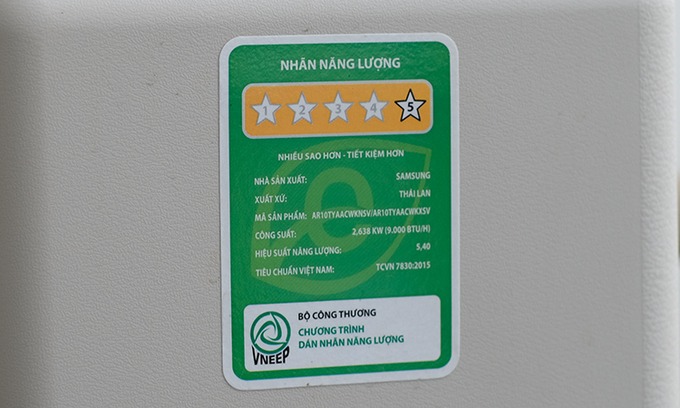 NHÃN NĂNG LƯỢNG
1 2 3 4 5
NHIỀU SAO HƠN - TIẾT KIỆM HƠN
NHÀ SẢN XUẤT: SAMSUNG
XUẤT XỨ: THÁI LAN
MÃ SẢN PHẨM: AR10TYAACWKNSV/AR10TYAACWKXSV
CÔNG SUẤT: 2,638 KW (9.000 BTU/H)
HIỆU SUẤT NĂNG LƯỢNG: 5,40
TIÊU CHUẨN VIỆT NAM: TCVN 7830:2015
BỘ CÔNG THƯƠNG
CHƯƠNG TRÌNH
DÁN NHÃN NĂNG LƯỢNG
VNEEP